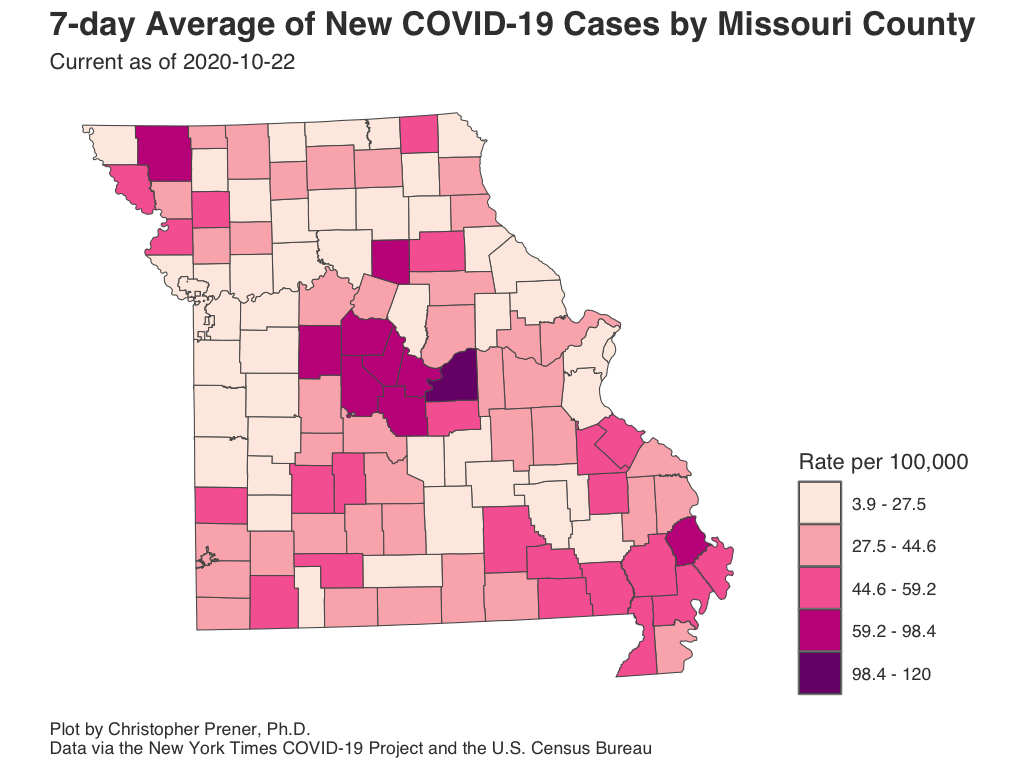 7-day Average of New COVID-19 Cases by Missouri County
Current as of 2020-10-22
Rate per 100,000
3.9 - 27.5
27.5 - 44.6
44.6 - 59.2
59.2 - 98.4
98.4 - 120
Plot by Christopher Prener, Ph.D.
Data via the New York Times COVID-19 Project and the U.S. Census Bureau